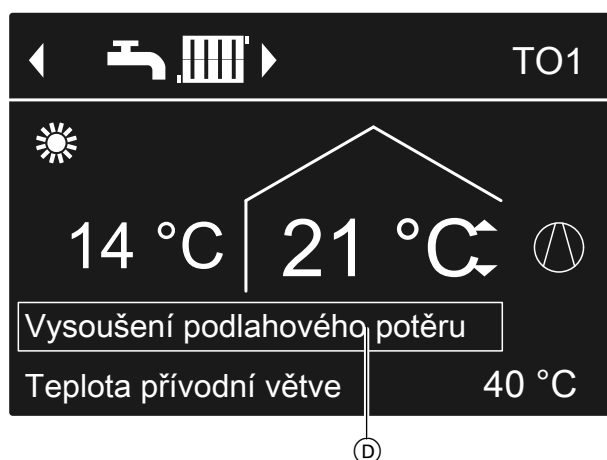 TO1
14 °C 21 °C
Vysoušení podlahového potěru
Teplota přívodní větve 40 °C
D